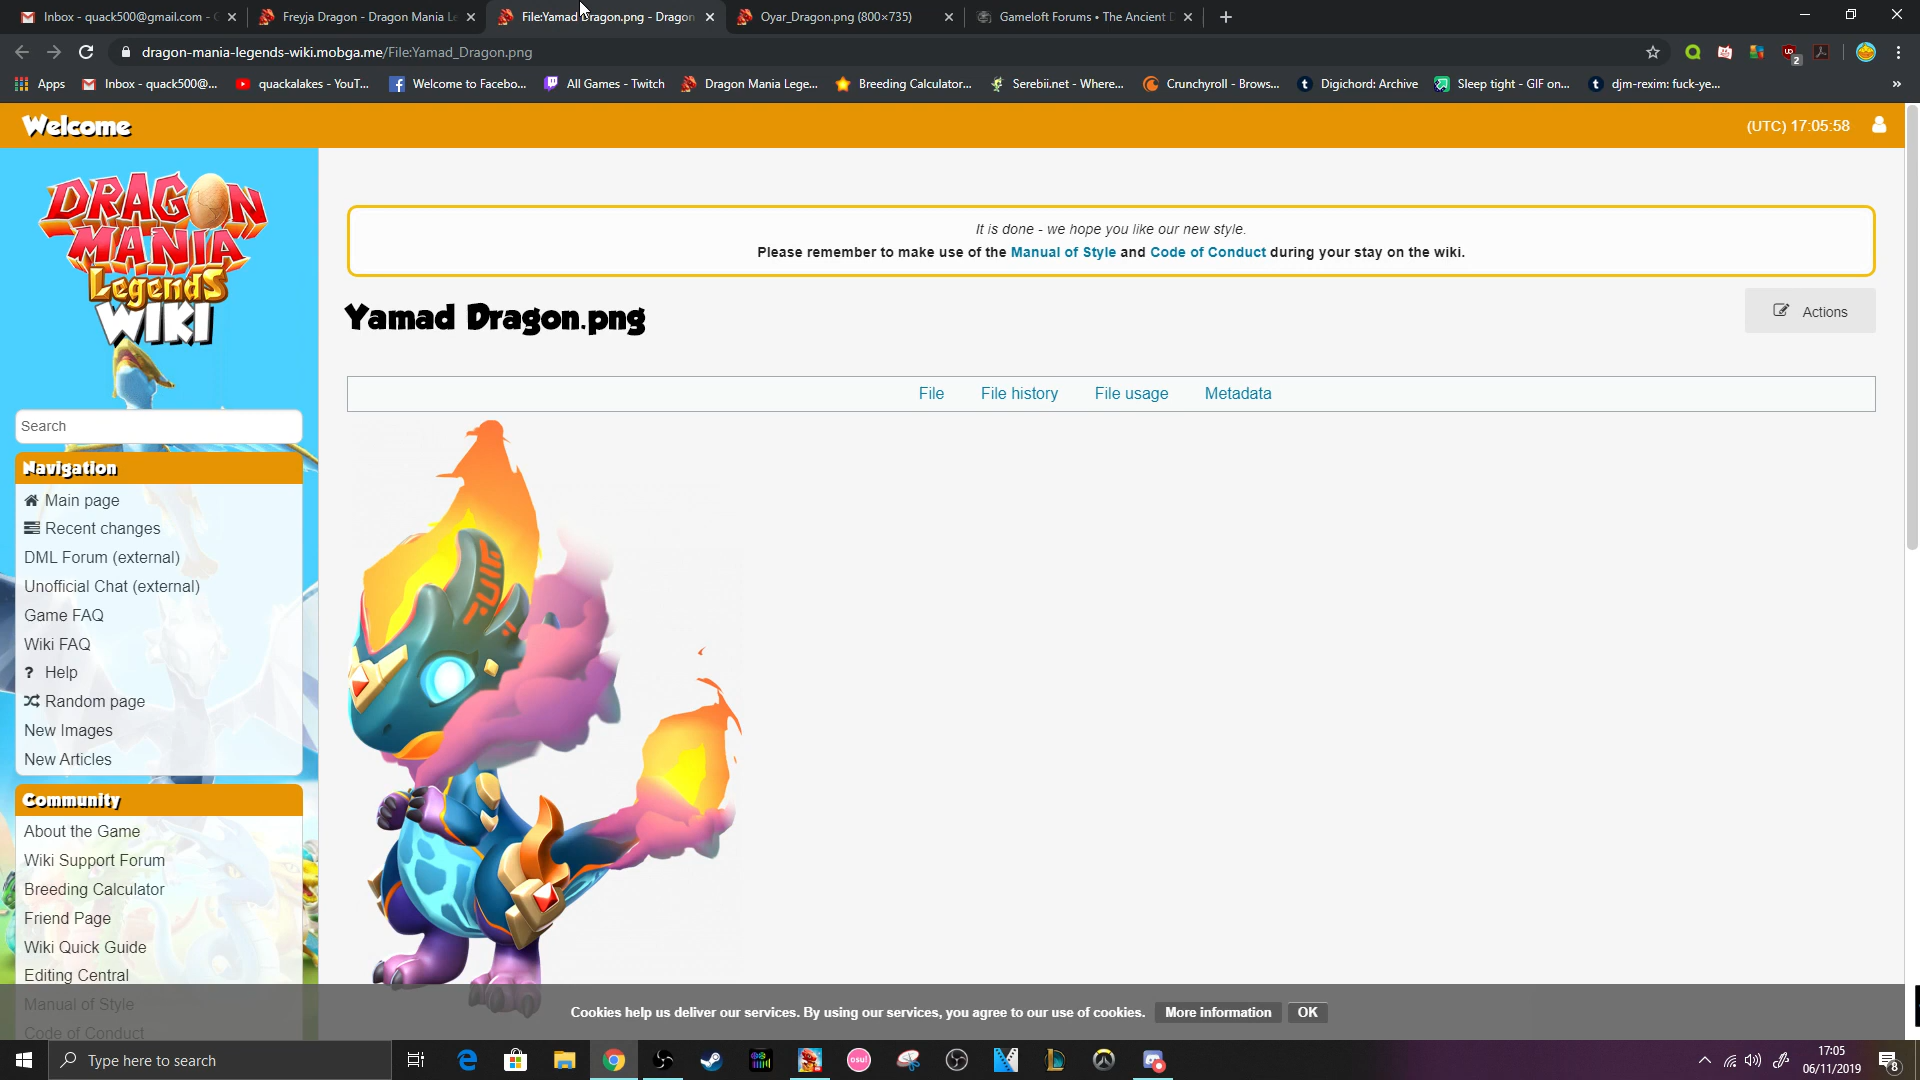 Inbox - quack500@gmail.com -
Freyja Dragon - Dragon Mania Le
File:Yamad Dragon.png - Dragon
Oyar_Dragon.png (800×735)
Gameloft Forums • The Ancient D
dragon-mania-legends-wiki.mobga.me/File:Yamad_Dragon.png
2
Apps
Inbox - quack500@...
quackalakes - YouT...
Welcome to Facebo...
All Games - Twitch
Dragon Mania Lege...
Breeding Calculator...
Serebii.net - Where...
Crunchyroll - Brows...
Digichord: Archive
Sleep tight - GIF on...
djm-rexim: fuck-ye...
»
Welcome
(UTC) 17:05:58
DRAGON
MANIA
LEGENDS
WIKI
It is done - we hope you like our new style.
Please remember to make use of the Manual of Style and Code of Conduct during your stay on the wiki.
Yamad Dragon.png
Actions
File
File history
File usage
Metadata
Search
Navigation
Main page
Recent changes
DML Forum (external)
Unofficial Chat (external)
Game FAQ
Wiki FAQ
? Help
Random page
New Images
New Articles
Community
About the Game
Wiki Support Forum
Breeding Calculator
Friend Page
Wiki Quick Guide
Editing Central
Manual of Style
Code of Conduct
Cookies help us deliver our services. By using our services, you agree to our use of cookies.
More information
OK
Type here to search
osu!
17:05
06/11/2019
8